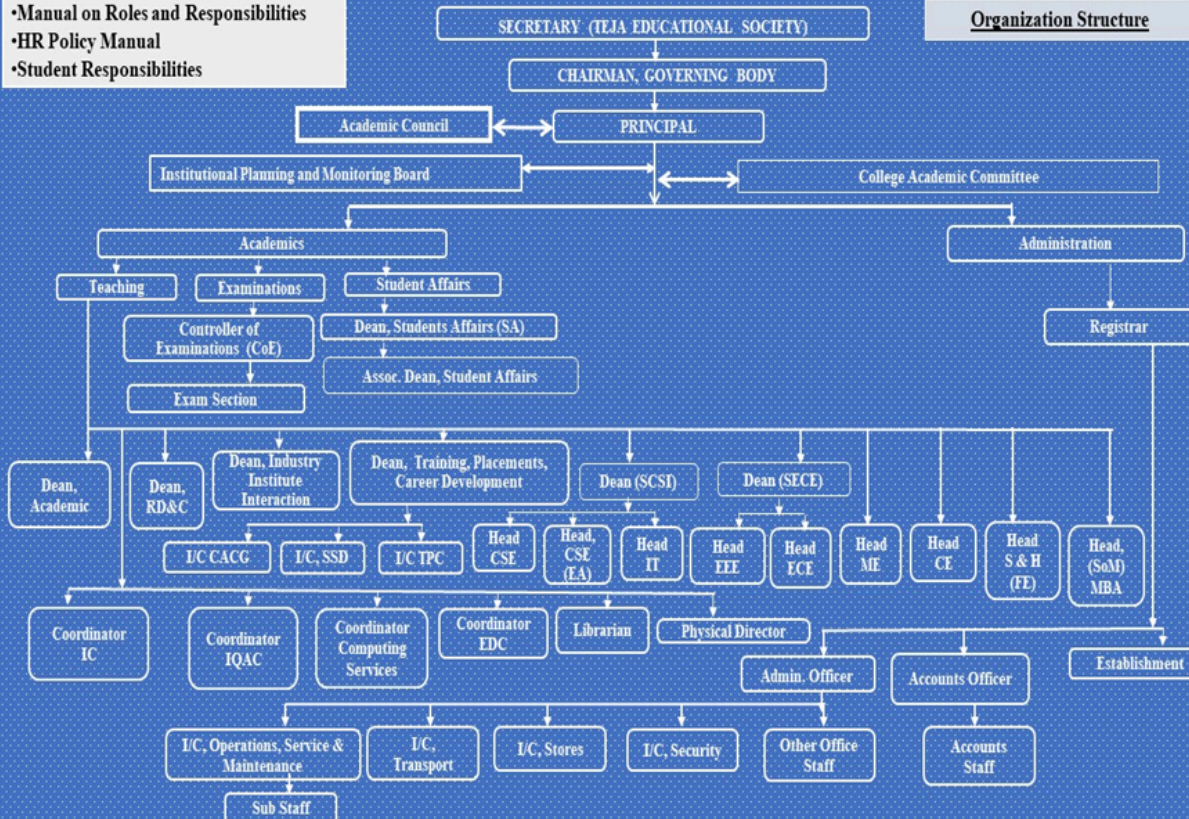 •Manual on Roles and Responsibilities
•HR Policy Manual
•Student Responsibilities
Organization Structure
SECRETARY (TEJA EDUCATIONAL SOCIETY)
CHAIRMAN, GOVERNING BODY
Academic Council
PRINCIPAL
Institutional Planning and Monitoring Board
College Academic Committee
Academics
Administration
Teaching
Examinations
Student Affairs
Controller of
Examinations (CoE)
Dean, Students Affairs (SA)
Registrar
Assoc. Dean, Student Affairs
Exam Section
Dean,
Academic
Dean,
RD&C
Dean, Industry
Institute
Interaction
Dean, Training, Placements,
Career Development
Dean (SCSI)
Dean (SECE)
I/C CACG
I/C, SSD
I/C TPC
Head
CSE
Head,
CSE
(EA)
Head
IT
Head
EEE
Head
ECE
Head
ME
Head
CE
Head
S & H
(FE)
Head,
(SoM)
MBA
Coordinator
IC
Coordinator
IQAC
Coordinator
Computing
Services
Coordinator
EDC
Librarian
Physical Director
Admin. Officer
Accounts Officer
Establishment
I/C, Operations, Service &
Maintenance
I/C,
Transport
I/C, Stores
I/C, Security
Other Office
Staff
Accounts
Staff
Sub Staff